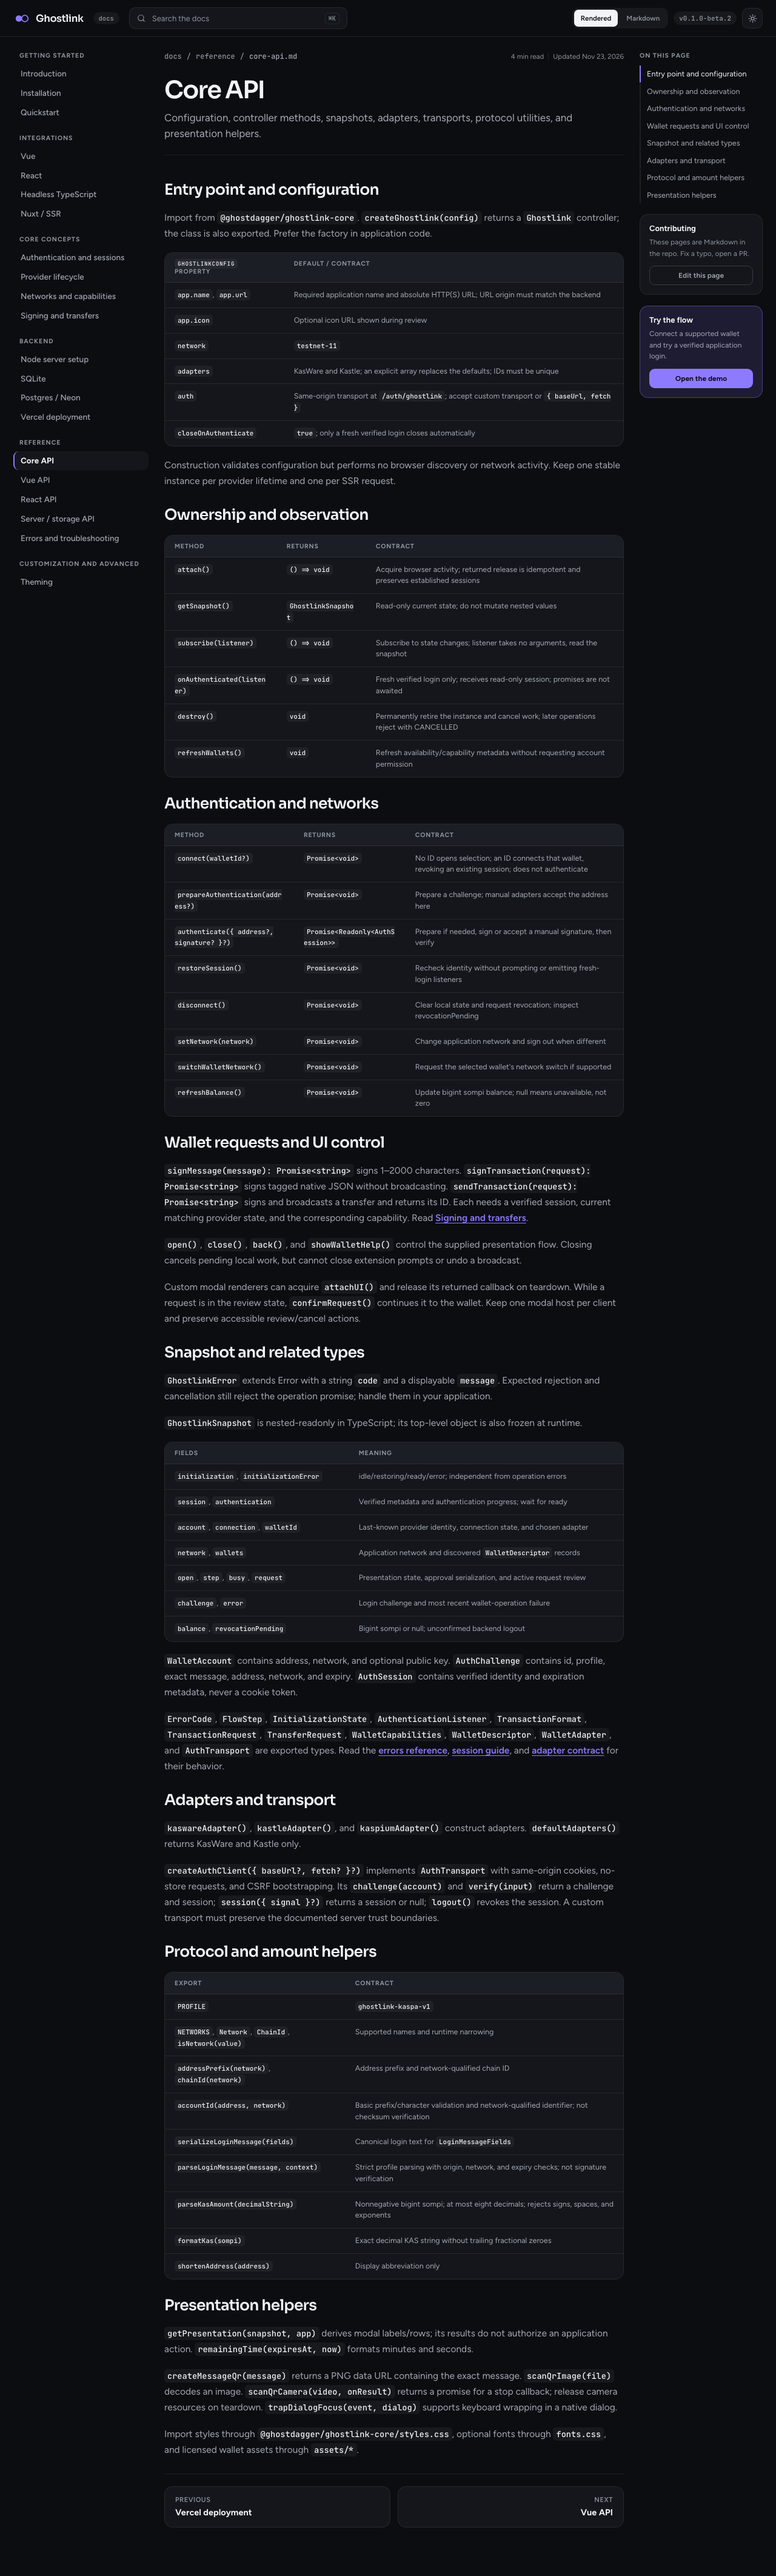 Ghostlink docs Search the docs ⌘K Rendered Markdown v0.1.0-beta.2
GETTING STARTED
Introduction
Installation
Quickstart
INTEGRATIONS
Vue
React
Headless TypeScript
Nuxt / SSR
CORE CONCEPTS
Authentication and sessions
Provider lifecycle
Networks and capabilities
Signing and transfers
BACKEND
Node server setup
SQLite
Postgres / Neon
Vercel deployment
REFERENCE
Core API
Vue API
React API
Server / storage API
Errors and troubleshooting
CUSTOMIZATION AND ADVANCED
Theming
docs / reference / core-api.md 4 min read Updated Nov 23, 2026
Core API
Configuration, controller methods, snapshots, adapters, transports, protocol utilities, and
presentation helpers.
Entry point and configuration
Import from @ghostdagger/ghostlink-core. createGhostlink(config) returns a Ghostlink controller;
the class is also exported. Prefer the factory in application code.
GHOSTLINKCONFIG
PROPERTY DEFAULT / CONTRACT
app.name, app.url Required application name and absolute HTTP(S) URL; URL origin must match the backend
app.icon Optional icon URL shown during review
network testnet-11
adapters KasWare and Kastle; an explicit array replaces the defaults; IDs must be unique
auth Same-origin transport at /auth/ghostlink; accept custom transport or { baseUrl, fetch
}
closeOnAuthenticate true; only a fresh verified login closes automatically
Construction validates configuration but performs no browser discovery or network activity. Keep one stable
instance per provider lifetime and one per SSR request.
Ownership and observation
METHOD RETURNS CONTRACT
attach() () => void Acquire browser activity; returned release is idempotent and
preserves established sessions
getSnapshot() GhostlinkSnapsho
t Read-only current state; do not mutate nested values
subscribe(listener) () => void Subscribe to state changes; listener takes no arguments, read the
snapshot
onAuthenticated(listen
er) () => void Fresh verified login only; receives read-only session; promises are not
awaited
destroy() void Permanently retire the instance and cancel work; later operations
reject with CANCELLED
refreshWallets() void Refresh availability/capability metadata without requesting account
permission
Authentication and networks
METHOD RETURNS CONTRACT
connect(walletId?) Promise<void> No ID opens selection; an ID connects that wallet,
revoking an existing session; does not authenticate
prepareAuthentication(addr
ess?) Promise<void> Prepare a challenge; manual adapters accept the address
here
authenticate({ address?,
signature? }?) Promise<Readonly<AuthS
ession>> Prepare if needed, sign or accept a manual signature, then
verify
restoreSession() Promise<void> Recheck identity without prompting or emitting fresh-
login listeners
disconnect() Promise<void> Clear local state and request revocation; inspect
revocationPending
setNetwork(network) Promise<void> Change application network and sign out when different
switchWalletNetwork() Promise<void> Request the selected wallet's network switch if supported
refreshBalance() Promise<void> Update bigint sompi balance; null means unavailable, not
zero
Wallet requests and UI control
signMessage(message): Promise<string> signs 1–2000 characters. signTransaction(request):
Promise<string> signs tagged native JSON without broadcasting. sendTransaction(request):
Promise<string> signs and broadcasts a transfer and returns its ID. Each needs a verified session, current
matching provider state, and the corresponding capability. Read Signing and transfers.
open(), close(), back(), and showWalletHelp() control the supplied presentation flow. Closing
cancels pending local work, but cannot close extension prompts or undo a broadcast.
Custom modal renderers can acquire attachUI() and release its returned callback on teardown. While a
request is in the review state, confirmRequest() continues it to the wallet. Keep one modal host per client
and preserve accessible review/cancel actions.
Snapshot and related types
GhostlinkError extends Error with a string code and a displayable message. Expected rejection and
cancellation still reject the operation promise; handle them in your application.
GhostlinkSnapshot is nested-readonly in TypeScript; its top-level object is also frozen at runtime.
FIELDS MEANING
initialization, initializationError idle/restoring/ready/error; independent from operation errors
session, authentication Verified metadata and authentication progress; wait for ready
account, connection, walletId Last-known provider identity, connection state, and chosen adapter
network, wallets Application network and discovered WalletDescriptor records
open, step, busy, request Presentation state, approval serialization, and active request review
challenge, error Login challenge and most recent wallet-operation failure
balance, revocationPending Bigint sompi or null; unconfirmed backend logout
WalletAccount contains address, network, and optional public key. AuthChallenge contains id, profile,
exact message, address, network, and expiry. AuthSession contains verified identity and expiration
metadata, never a cookie token.
ErrorCode, FlowStep, InitializationState, AuthenticationListener, TransactionFormat,
TransactionRequest, TransferRequest, WalletCapabilities, WalletDescriptor, WalletAdapter,
and AuthTransport are exported types. Read the errors reference, session guide, and adapter contract for
their behavior.
Adapters and transport
kaswareAdapter(), kastleAdapter(), and kaspiumAdapter() construct adapters. defaultAdapters()
returns KasWare and Kastle only.
createAuthClient({ baseUrl?, fetch? }?) implements AuthTransport with same-origin cookies, no-
store requests, and CSRF bootstrapping. Its challenge(account) and verify(input) return a challenge
and session; session({ signal }?) returns a session or null; logout() revokes the session. A custom
transport must preserve the documented server trust boundaries.
Protocol and amount helpers
EXPORT CONTRACT
PROFILE ghostlink-kaspa-v1
NETWORKS, Network, ChainId,
isNetwork(value) Supported names and runtime narrowing
addressPrefix(network),
chainId(network) Address prefix and network-qualified chain ID
accountId(address, network) Basic prefix/character validation and network-qualified identifier; not
checksum verification
serializeLoginMessage(fields) Canonical login text for LoginMessageFields
parseLoginMessage(message, context) Strict profile parsing with origin, network, and expiry checks; not signature
verification
parseKasAmount(decimalString) Nonnegative bigint sompi; at most eight decimals; rejects signs, spaces, and
exponents
formatKas(sompi) Exact decimal KAS string without trailing fractional zeroes
shortenAddress(address) Display abbreviation only
Presentation helpers
getPresentation(snapshot, app) derives modal labels/rows; its results do not authorize an application
action. remainingTime(expiresAt, now) formats minutes and seconds.
createMessageQr(message) returns a PNG data URL containing the exact message. scanQrImage(file)
decodes an image. scanQrCamera(video, onResult) returns a promise for a stop callback; release camera
resources on teardown. trapDialogFocus(event, dialog) supports keyboard wrapping in a native dialog.
Import styles through @ghostdagger/ghostlink-core/styles.css, optional fonts through fonts.css,
and licensed wallet assets through assets/*.
PREVIOUS
Vercel deployment
NEXT
Vue API
ON THIS PAGE
Entry point and configuration
Ownership and observation
Authentication and networks
Wallet requests and UI control
Snapshot and related types
Adapters and transport
Protocol and amount helpers
Presentation helpers
Contributing
These pages are Markdown in
the repo. Fix a typo, open a PR.
Edit this page
Try the flow
Connect a supported wallet
and try a verified application
login.
Open the demo